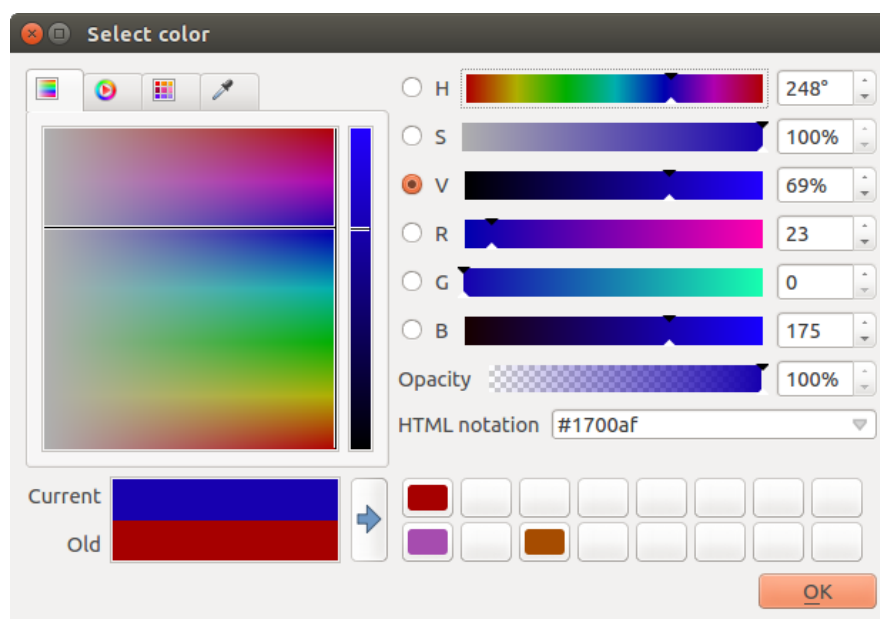 Select color
H 248°
S 100%
V 69%
R 23
G 0
B 175
Opacity 100%
HTML notation #1700af
Current
Old
OK